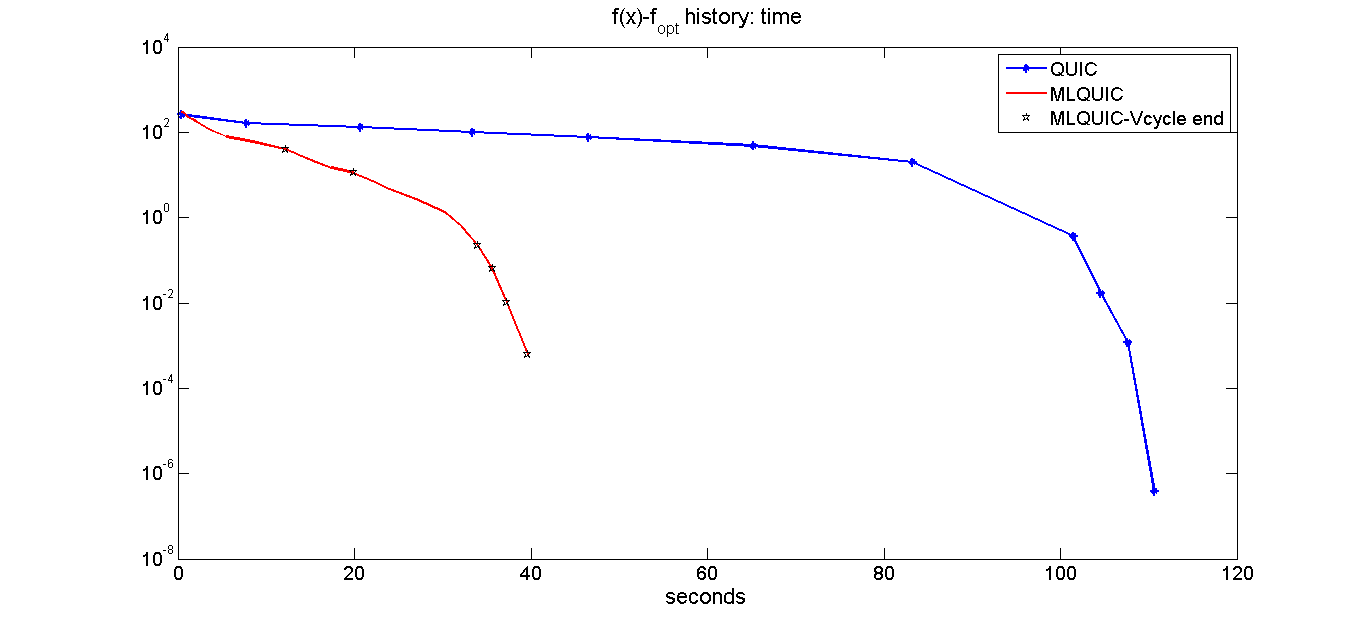 f(x)-f_opt history: time
10^4
10^2
10^0
10^-2
10^-4
10^-6
10^-8
QUIC
MLQUIC
MLQUIC-Vcycle end
0 20 40 60 80 100 120
seconds